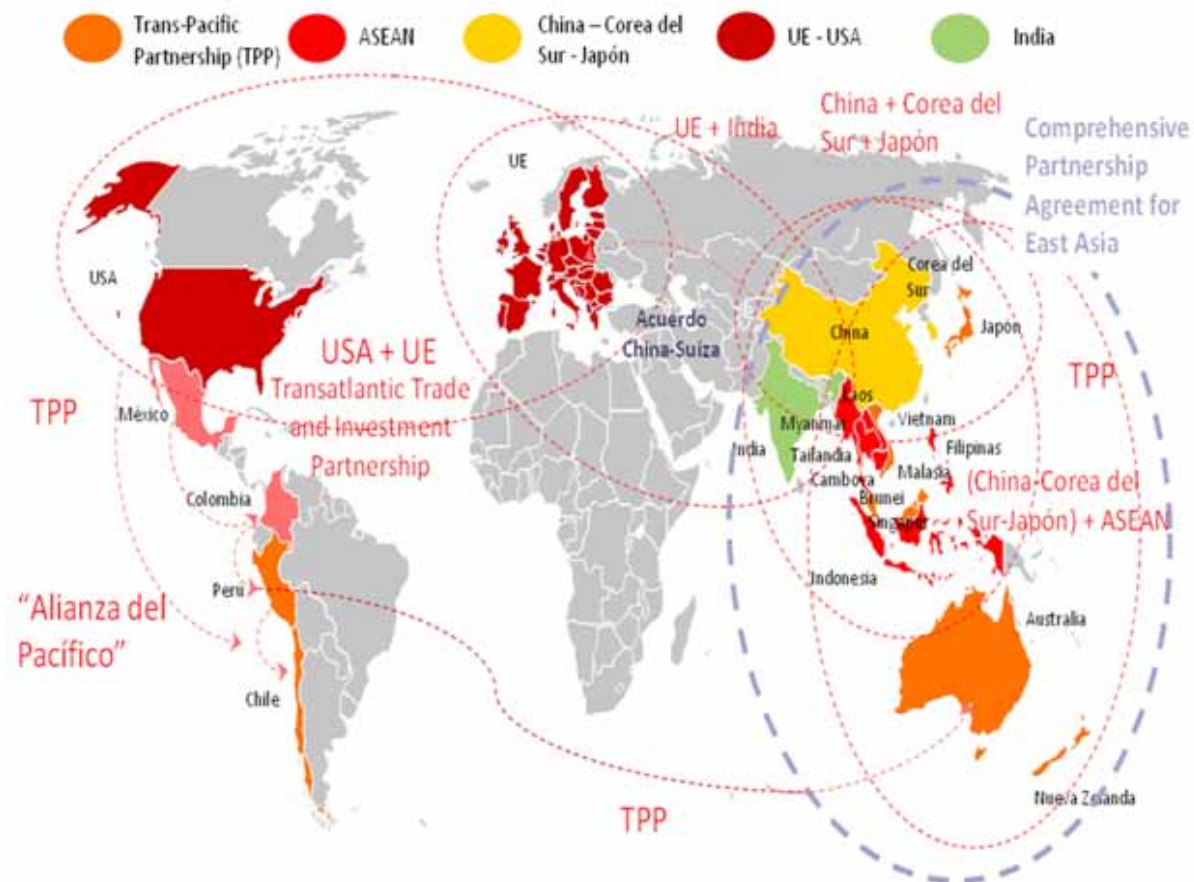 Trans-Pacific
Partnership (TPP)
ASEAN
China – Corea del
Sur - Japón
UE - USA
India
UE + India
China + Corea del
Sur + Japón
Comprehensive
Partnership
Agreement for
East Asia
UE
USA
Corea del
Sur
Japón
China
Acuerdo
China-Suiza
USA + UE
Transatlantic Trade
and Investment
Partnership
TPP
México
TPP
Laos
Vietnam
Myanmar
Filipinas
India
Tailandia
Camboya
Malasia
Brunei
Singapur
(China-Corea del
Sur-Japón) + ASEAN
Colombia
Perú
Indonesia
"Alianza del
Pacífico"
Australia
Chile
Nueva Zelanda
TPP